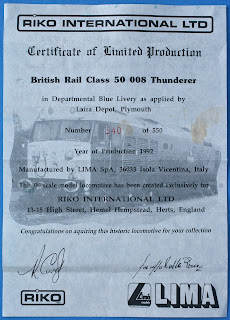 RIKO INTERNATIONAL LTD
Certificate of Limited Production
British Rail Class 50 008 Thunderer
in Departmental Blue Livery as applied by
Laira Depot, Plymouth
Number 540 of 550
Year of Production 1992
Manufactured by LIMA SpA, 36033 Isola Vicentina, Italy
This scale model locomotive has been created exclusively for
RIKO INTERNATIONAL LTD
13-15 High Street, Hemel Hempstead, Herts, England
Congratulations on aquiring this historic locomotive for your collection
RIKO
LIMA